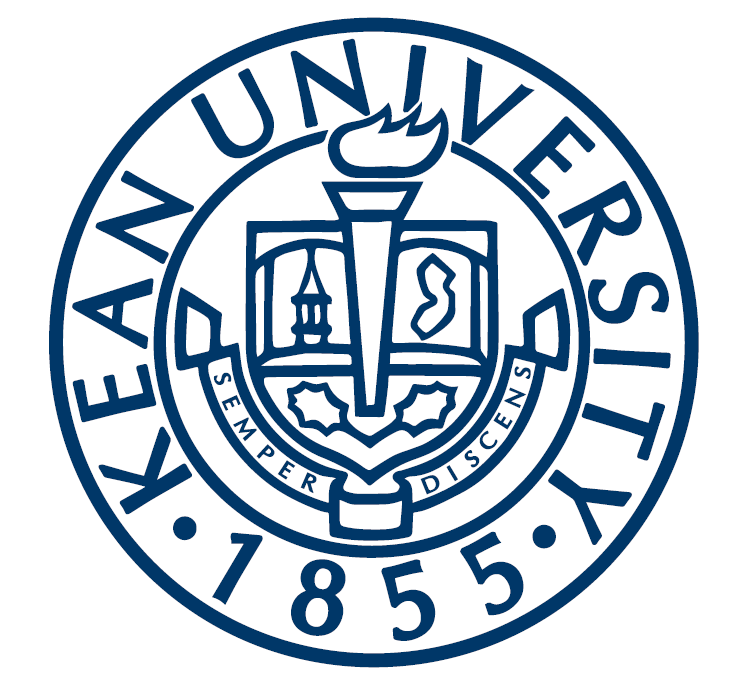 KEAN UNIVERSITY
• 1855 •
SEMPER DISCENS